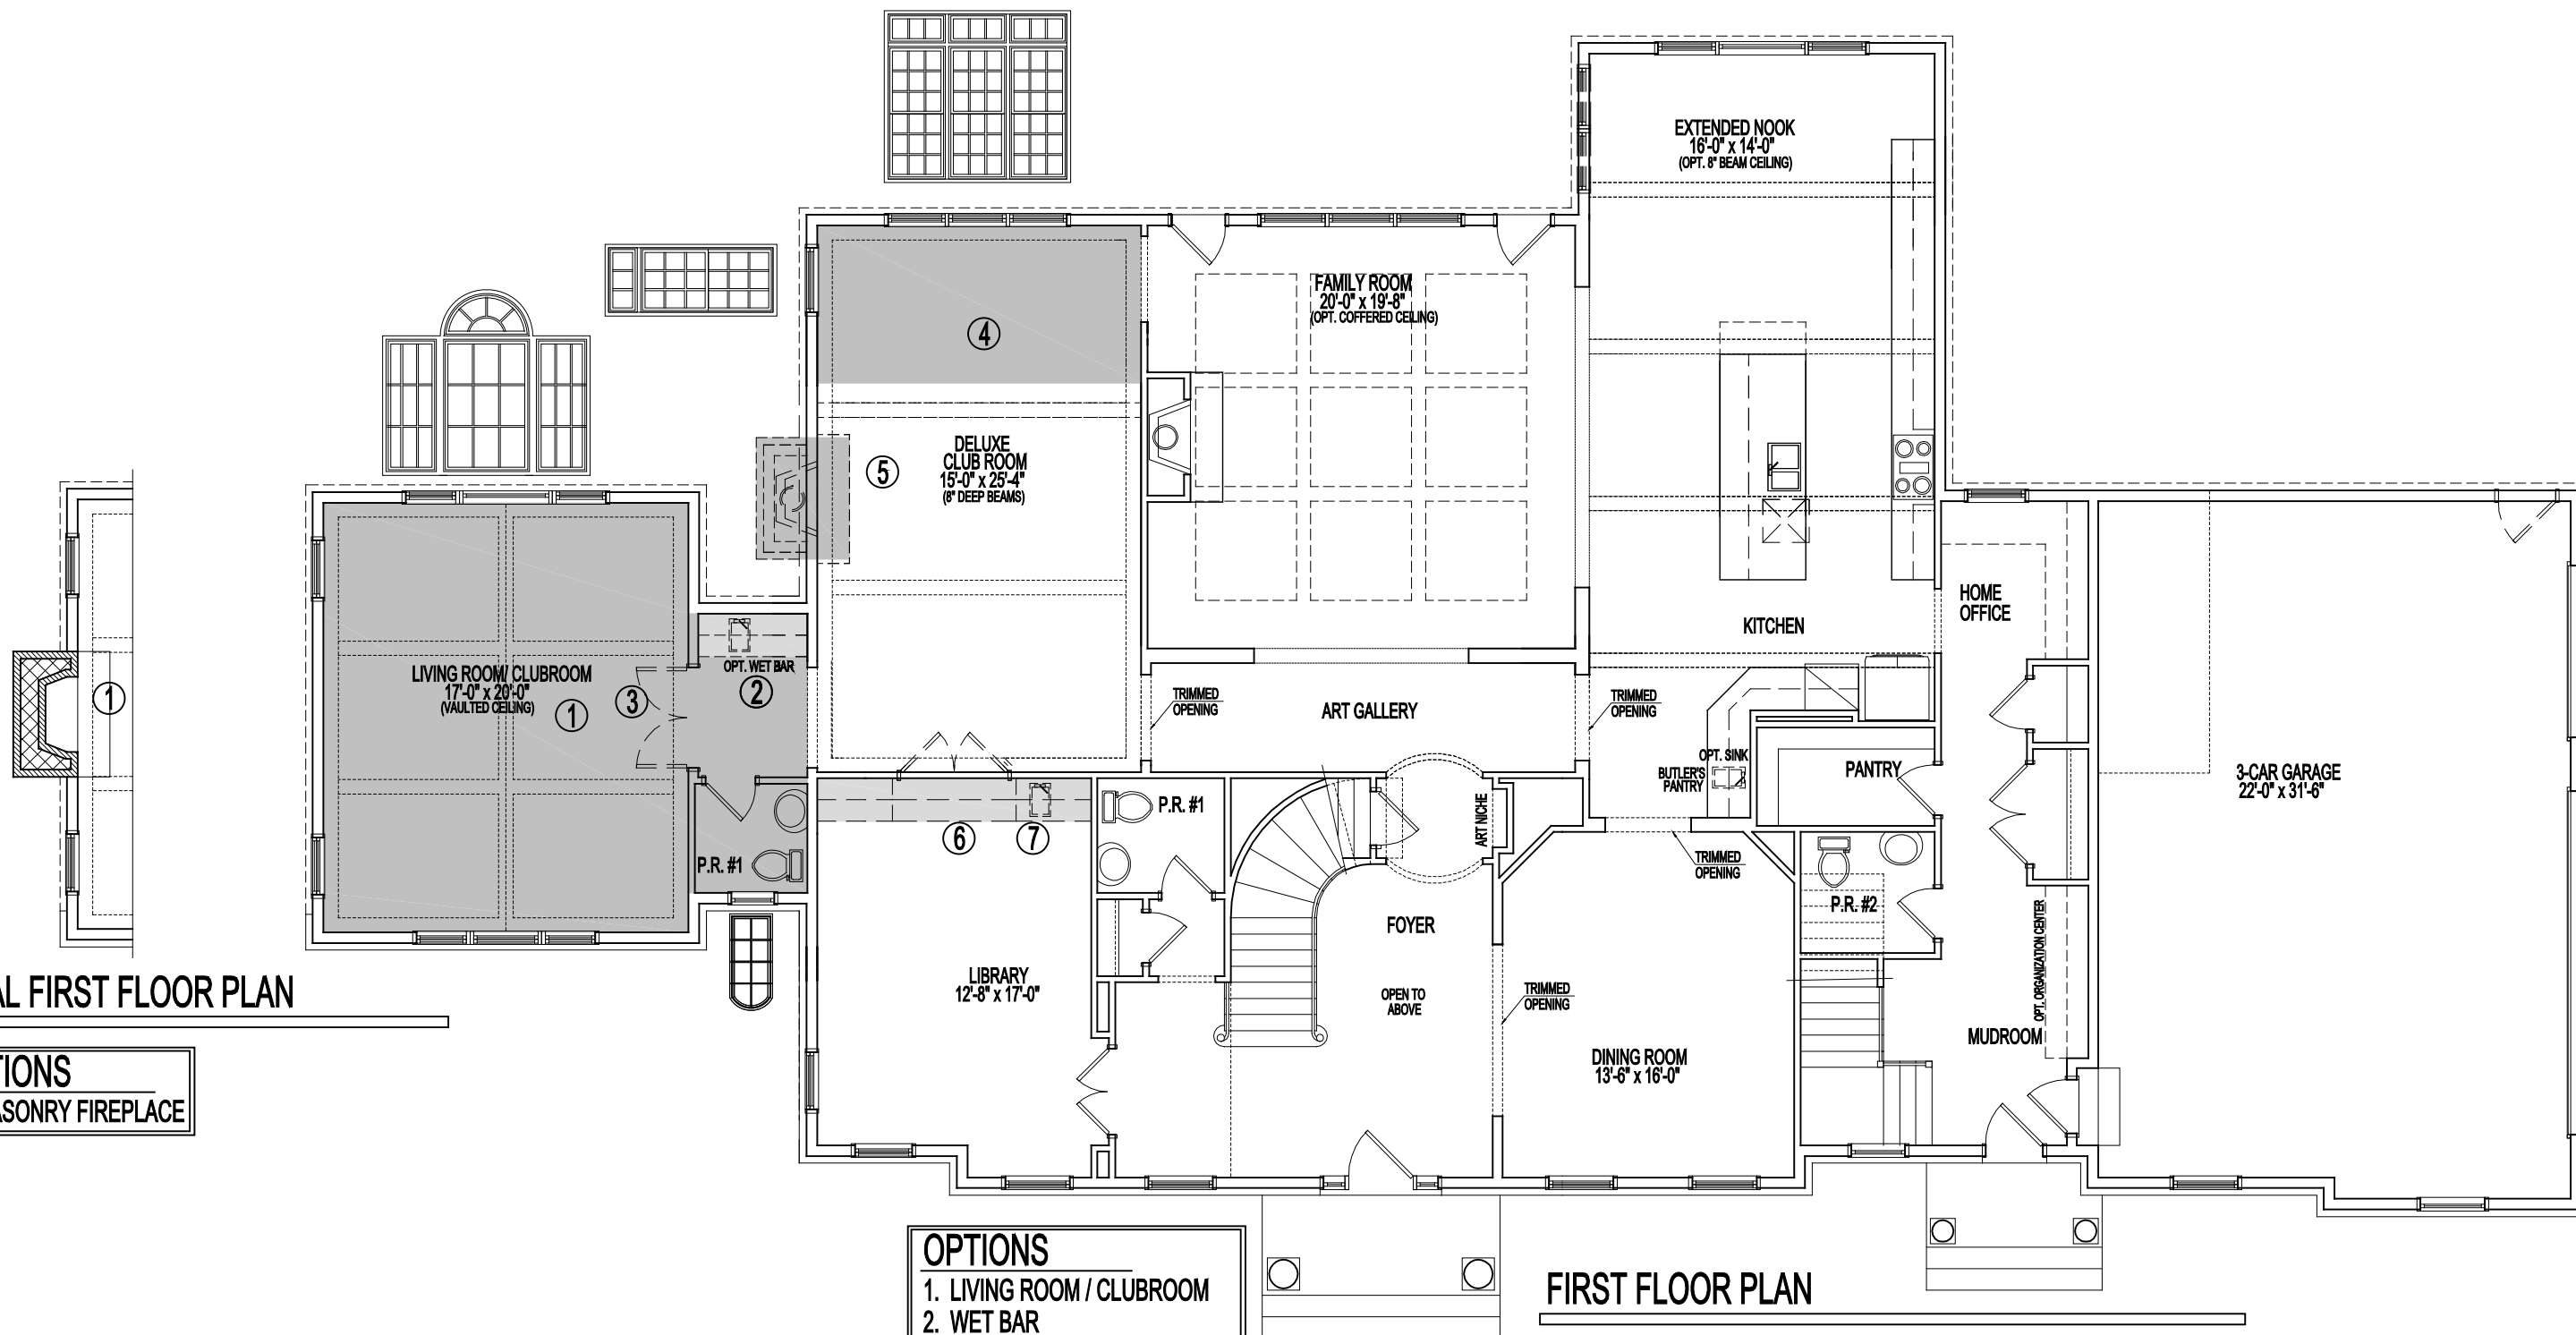 EXTENDED NOOK
16'-0" x 14'-0"
(OPT. 8" BEAM CEILING)
FAMILY ROOM
20'-0" x 19'-8"
(OPT. COFFERED CEILING)
4
DELUXE
CLUB ROOM
15'-0" x 25'-4"
(8" DEEP BEAMS)
5
HOME
OFFICE
KITCHEN
LIVING ROOM/ CLUBROOM
17'-0" x 20'-0"
(VAULTED CEILING)
1
3
OPT. WET BAR
2
1
TRIMMED
OPENING
ART GALLERY
TRIMMED
OPENING
OPT. SINK
BUTLER'S
PANTRY
PANTRY
3-CAR GARAGE
22'-0" x 31'-6"
P.R. #1
ART NICHE
6
7
P.R. #1
TRIMMED
OPENING
P.R. #2
FOYER
OPT. ORGANIZATION CENTER
LIBRARY
12'-8" x 17'-0"
OPEN TO
ABOVE
TRIMMED
OPENING
MUDROOM
DINING ROOM
13'-6" x 16'-0"
AL FIRST FLOOR PLAN
TIONS
ASONRY FIREPLACE
OPTIONS
1. LIVING ROOM / CLUBROOM
2. WET BAR
FIRST FLOOR PLAN